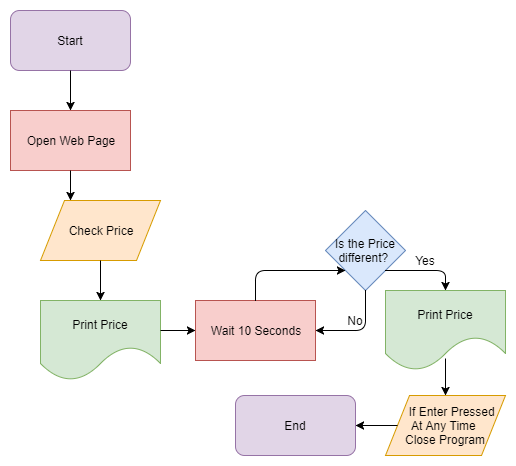 Start
Open Web Page
Check Price
Print Price
Wait 10 Seconds
Is the Price
different?
Yes
No
Print Price
If Enter Pressed
At Any Time
Close Program
End